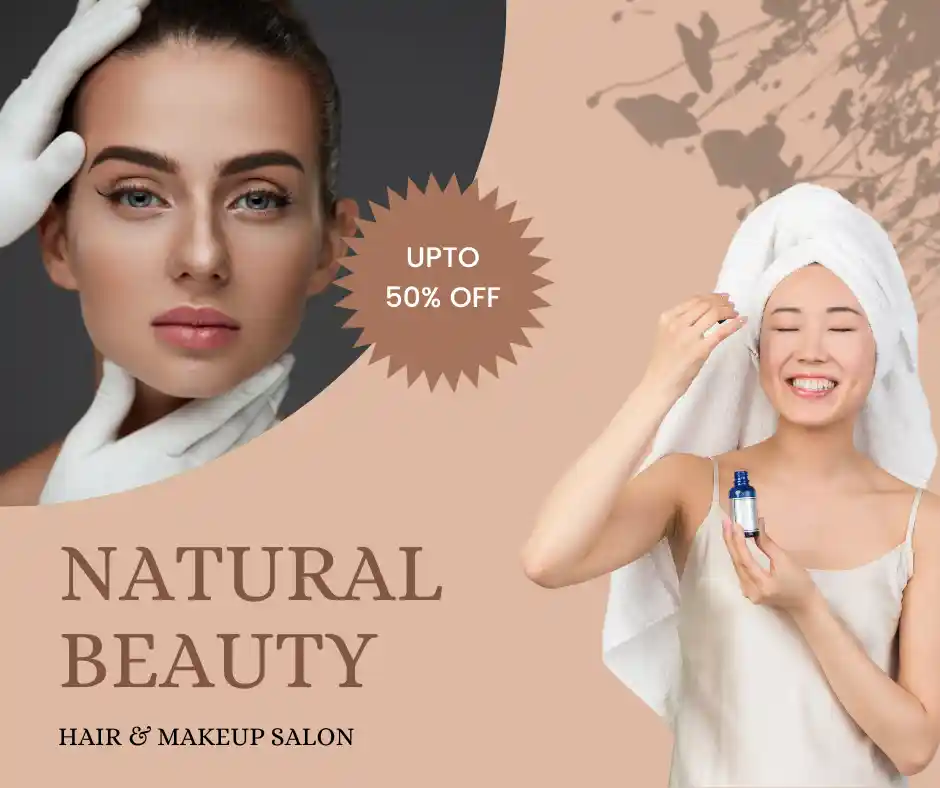 UPTO
50% OFF
NATURAL
BEAUTY
HAIR & MAKEUP SALON